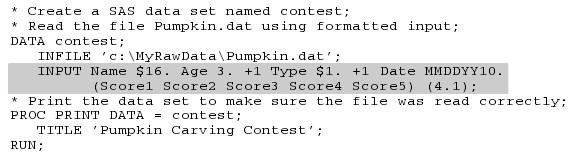 * Create a SAS data set named contest;
* Read the file Pumpkin.dat using formatted input;
DATA contest;
INFILE ’c:\MyRawData\Pumpkin.dat’;
INPUT Name $16. Age 3. +1 Type $1. +1 Date MMDDYY10.
(Score1 Score2 Score3 Score4 Score5) (4.1);
* Print the data set to make sure the file was read correctly;
PROC PRINT DATA = contest;
TITLE ’Pumpkin Carving Contest’;
RUN;